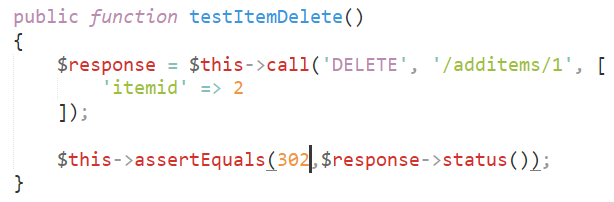 public function testItemDelete()
{
$response = $this->call('DELETE', '/additems/1', [
'itemid' => 2
]);
$this->assertEquals(302,$response->status());
}